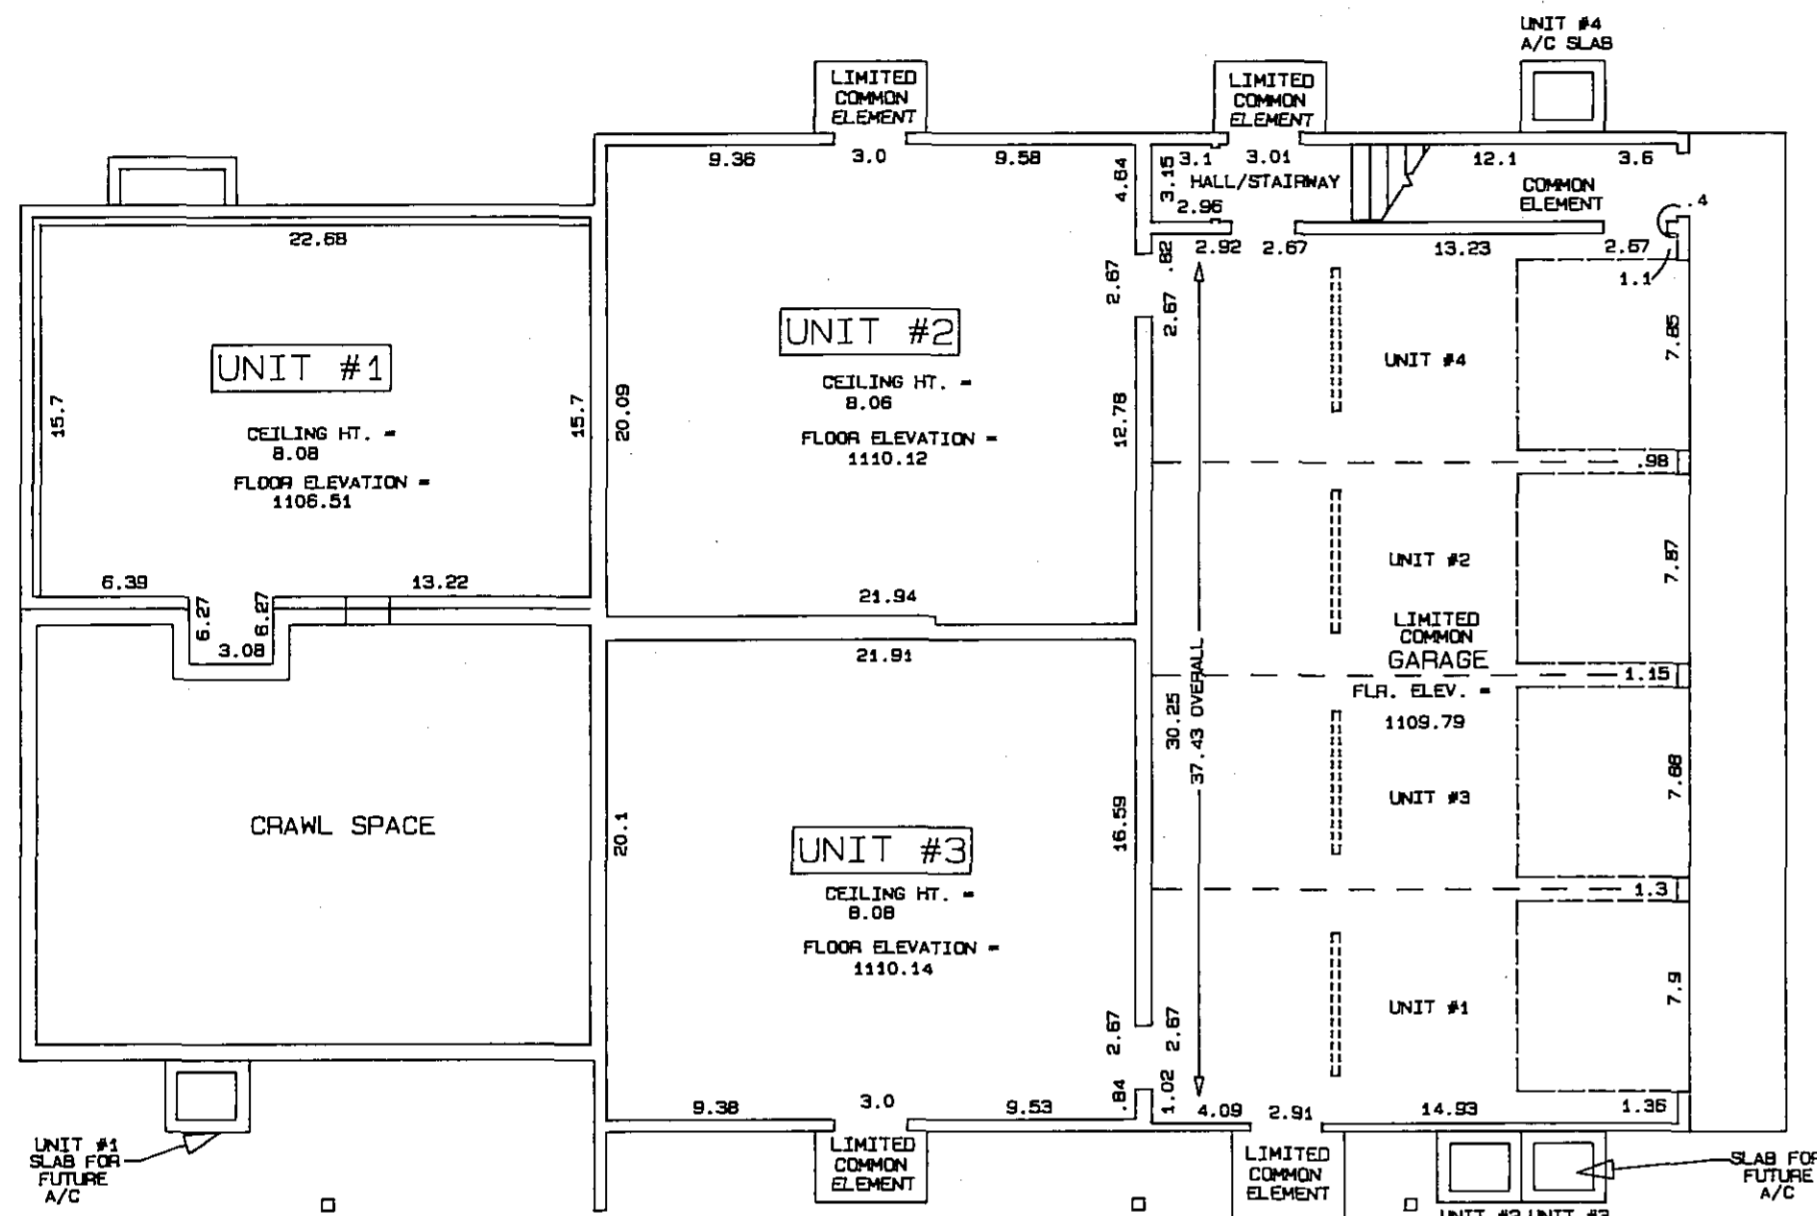 UNIT #4
A/C SLAB
LIMITED
COMMON
ELEMENT
LIMITED
COMMON
ELEMENT
9.36
3.0
9.58
4.64
3.15
3.1
3.01
12.1
3.6
HALL/STAIRWAY
COMMON
ELEMENT
.4
2.96
22.68
.82
2.92
2.67
13.23
2.67
1.1
2.67
2.67
UNIT #1
UNIT #2
UNIT #4
7.85
15.7
15.7
20.09
CEILING HT. =
8.06
12.78
CEILING HT. =
8.08
FLOOR ELEVATION =
1110.12
.98
FLOOR ELEVATION =
1106.51
UNIT #2
7.87
6.39
13.22
21.94
6.27
6.27
3.08
21.91
LIMITED
COMMON
GARAGE
1.15
FLR. ELEV. =
1109.79
30.25
37.43 OVERALL
CRAWL SPACE
20.1
UNIT #3
16.59
UNIT #3
7.68
CEILING HT. =
8.08
1.3
FLOOR ELEVATION =
1110.14
UNIT #1
7.9
2.67
2.67
9.38
3.0
9.53
.84
1.02
4.09
2.91
14.93
1.36
UNIT #1
SLAB FOR
FUTURE
A/C
LIMITED
COMMON
ELEMENT
LIMITED
COMMON
ELEMENT
SLAB FOR
FUTURE
A/C
UNIT #2 UNIT #3